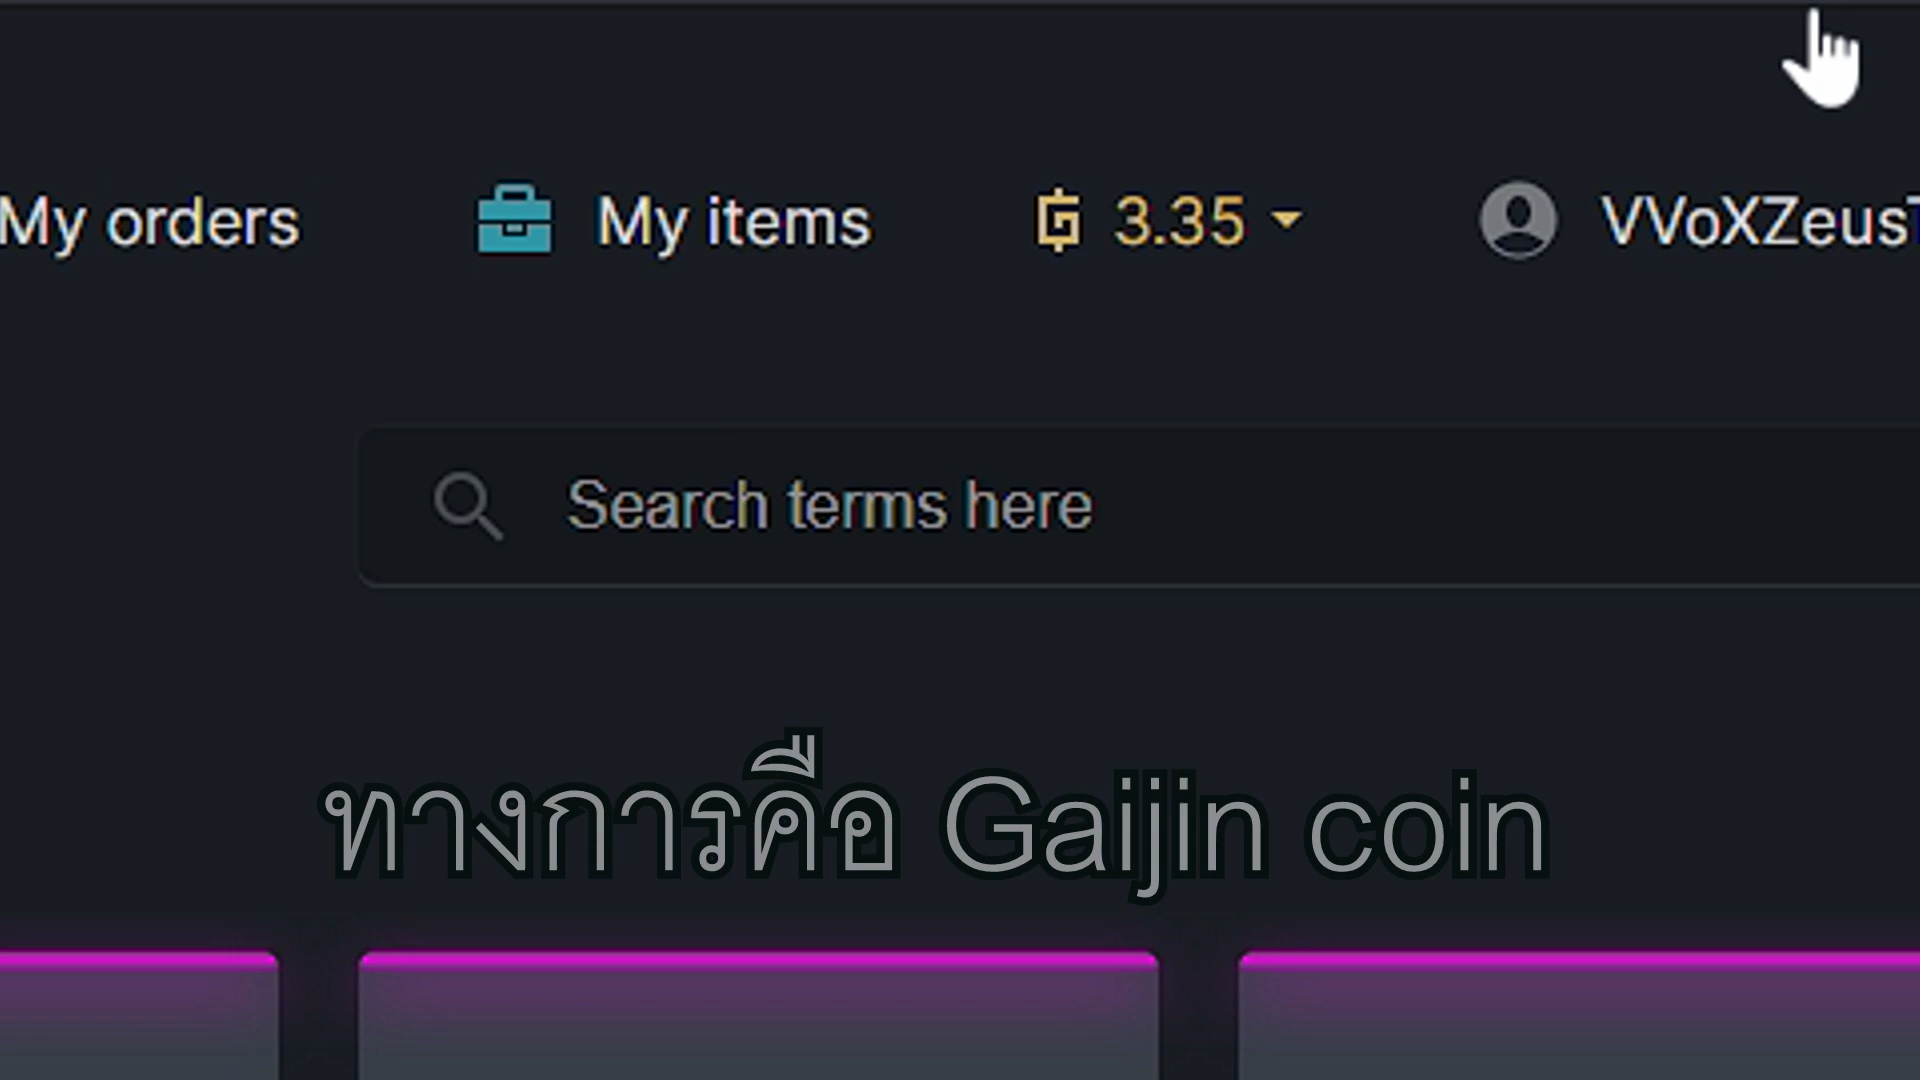 My orders My items 3.35 VVoXZeusT
Search terms here
ทางการคือ Gaijin coin